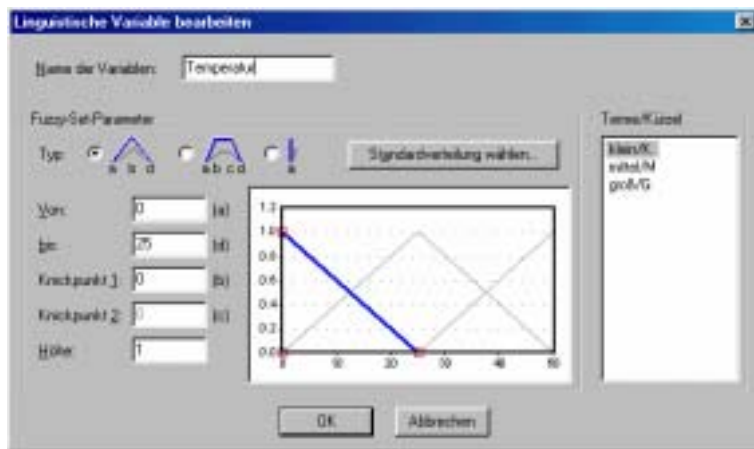 Linguistische Variable bearbeiten
Name der Variablen: Temperatur
Fuzzy-Set-Parameter
Typ: a b d a b c d a
Standardverteilung wählen...
Von: 0 (a)
bis: 25 (d)
Knickpunkt 1: 0 (b)
Knickpunkt 2: 0 (c)
Höhe: 1
1.2
1.0
0.8
0.6
0.4
0.2
0.0
0 10 20 30 40 50
Terme/Kürzel
klein/K
mittel/M
groß/G
OK
Abbrechen